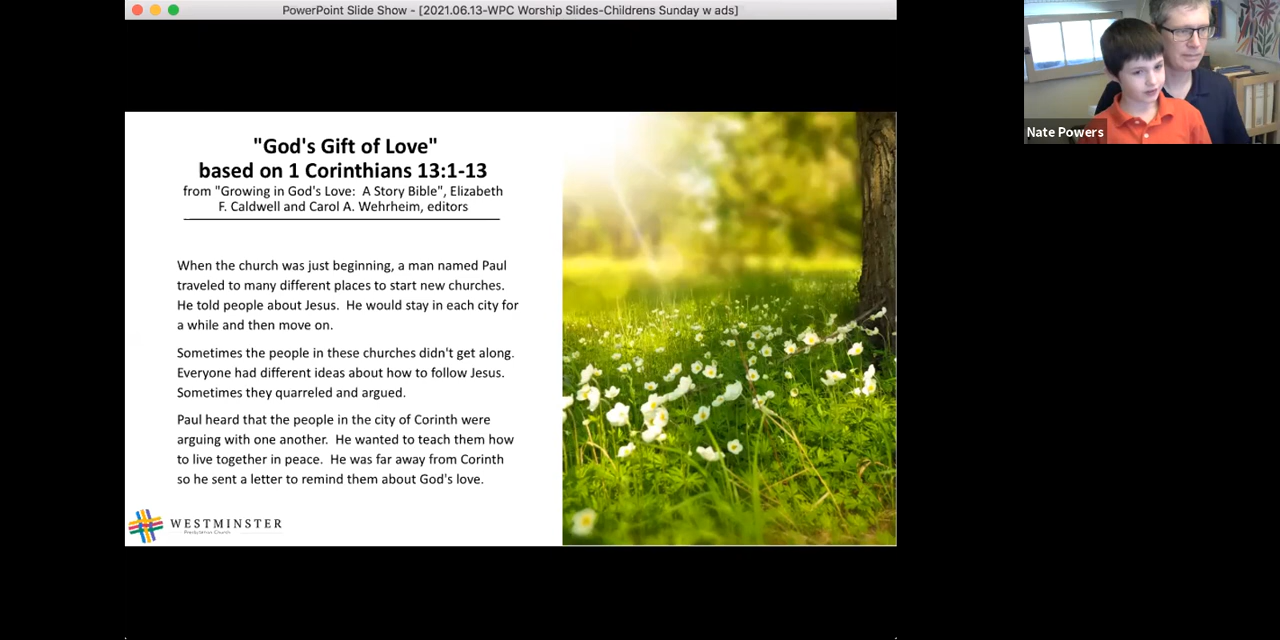 PowerPoint Slide Show - [2021.06.13-WPC Worship Slides-Childrens Sunday w ads]
"God's Gift of Love"
based on 1 Corinthians 13:1-13
from "Growing in God's Love:  A Story Bible", Elizabeth
F. Caldwell and Carol A. Wehrheim, editors
When the church was just beginning, a man named Paul
traveled to many different places to start new churches.
He told people about Jesus.  He would stay in each city for
a while and then move on.
Sometimes the people in these churches didn't get along.
Everyone had different ideas about how to follow Jesus.
Sometimes they quarreled and argued.
Paul heard that the people in the city of Corinth were
arguing with one another.  He wanted to teach them how
to live together in peace.  He was far away from Corinth
so he sent a letter to remind them about God's love.
WESTMINSTER
Presbyterian Church
Nate Powers